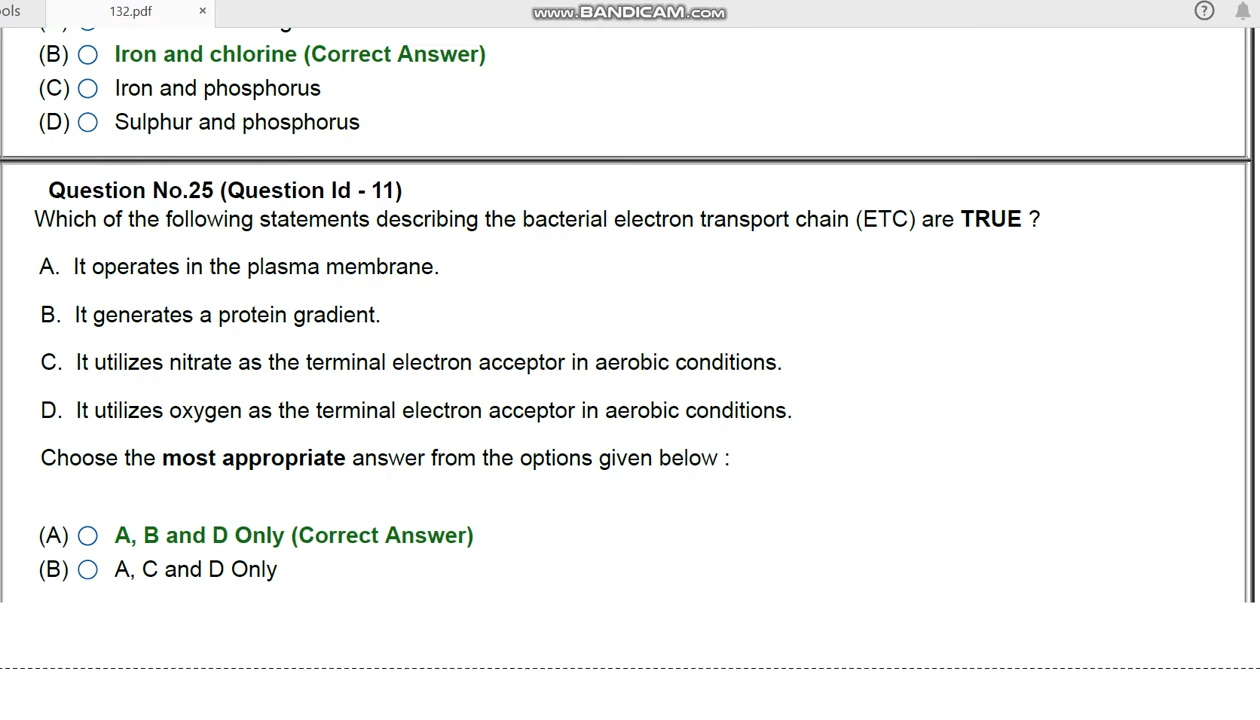 ols
132.pdf ×
www.BANDICAM.com
?
(B) Iron and chlorine (Correct Answer)
(C) Iron and phosphorus
(D) Sulphur and phosphorus
Question No.25 (Question Id - 11)
Which of the following statements describing the bacterial electron transport chain (ETC) are TRUE ?
A. It operates in the plasma membrane.
B. It generates a protein gradient.
C. It utilizes nitrate as the terminal electron acceptor in aerobic conditions.
D. It utilizes oxygen as the terminal electron acceptor in aerobic conditions.
Choose the most appropriate answer from the options given below :
(A) A, B and D Only (Correct Answer)
(B) A, C and D Only